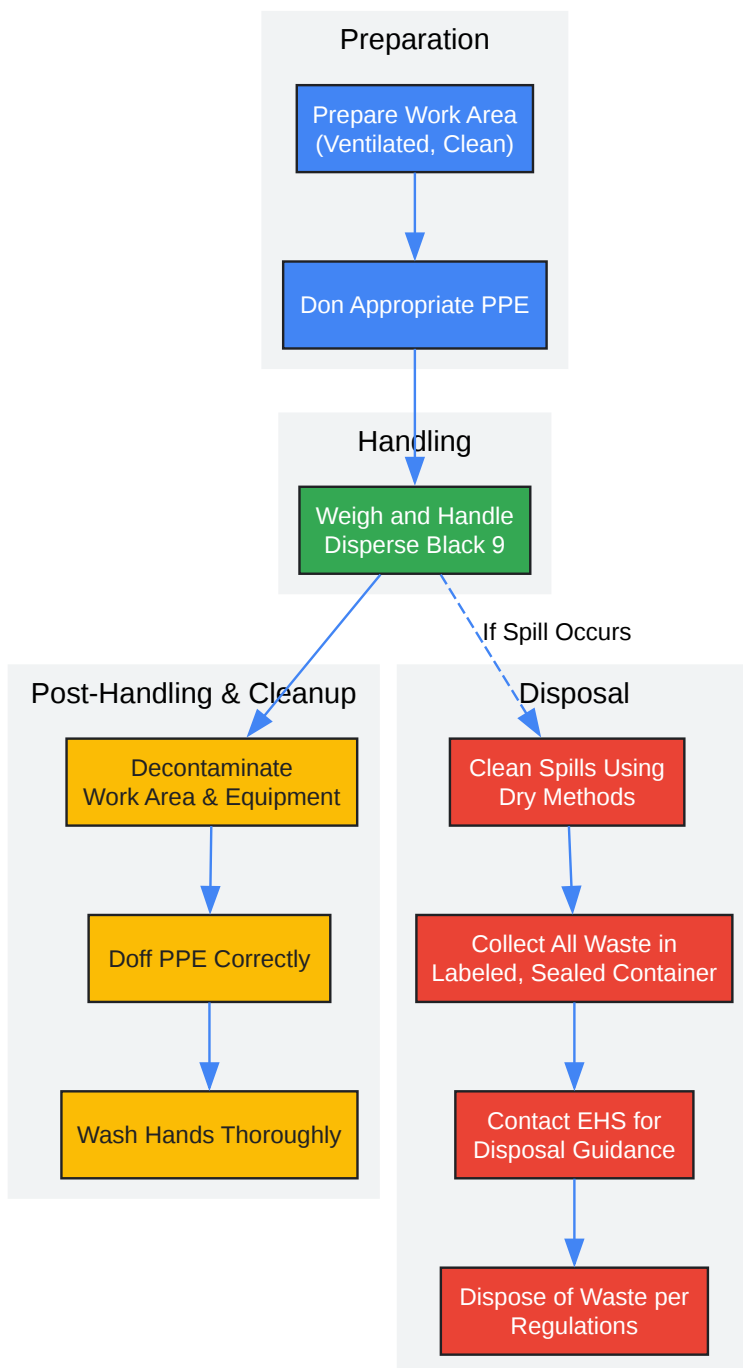 Preparation
Prepare Work Area
(Ventilated, Clean)
Don Appropriate PPE
Handling
Weigh and Handle
Disperse Black 9
If Spill Occurs
Post-Handling & Cleanup
Decontaminate
Work Area & Equipment
Doff PPE Correctly
Wash Hands Thoroughly
Disposal
Clean Spills Using
Dry Methods
Collect All Waste in
Labeled, Sealed Container
Contact EHS for
Disposal Guidance
Dispose of Waste per
Regulations